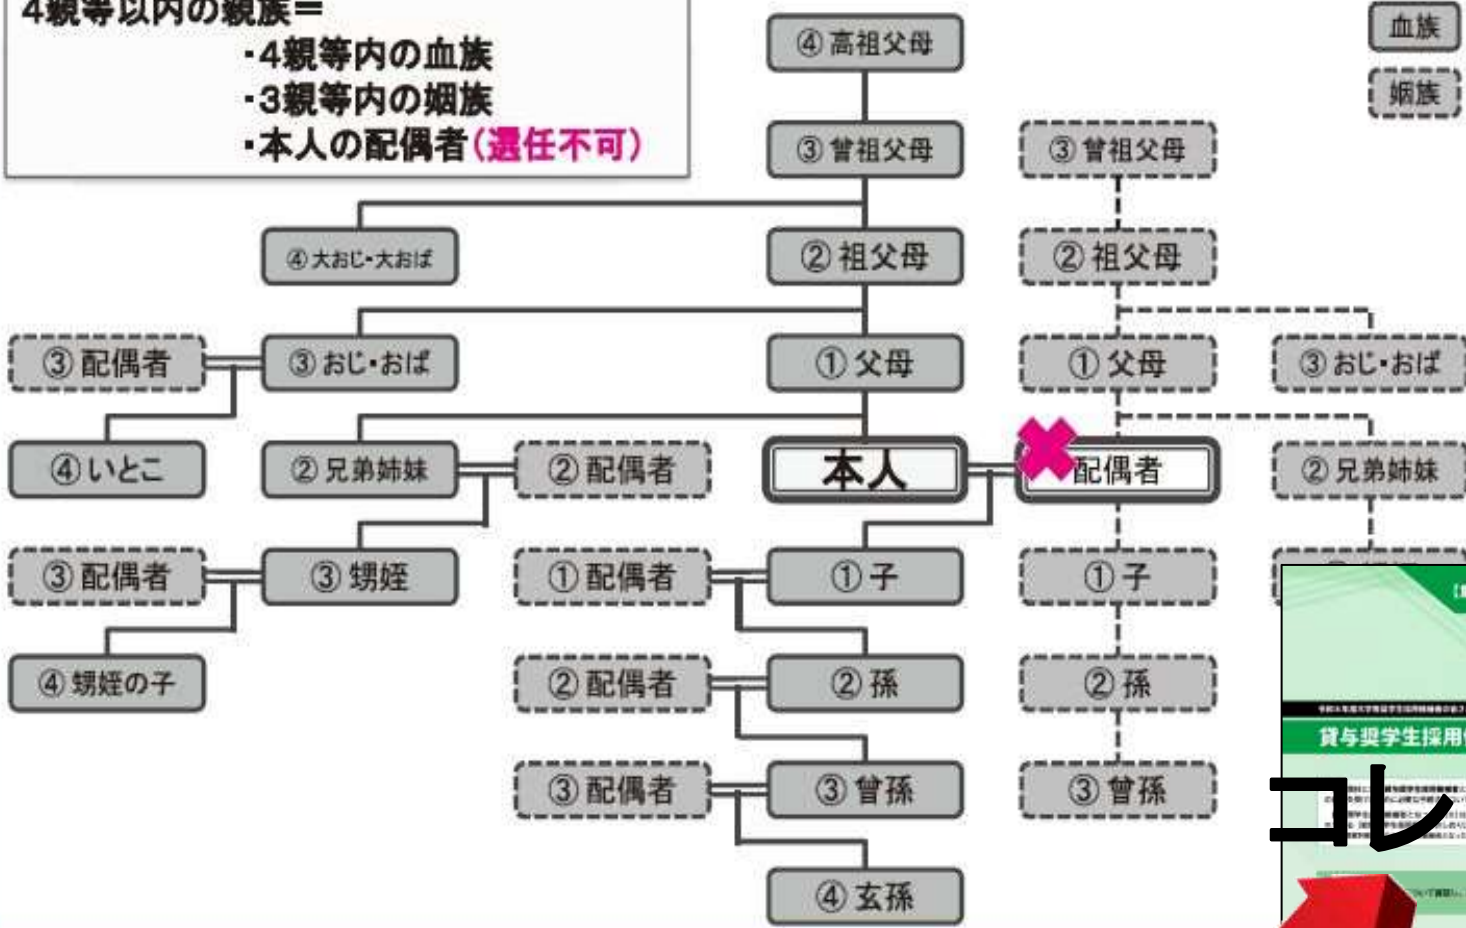 4親等以内の親族＝
・4親等内の血族
・3親等内の姻族
・本人の配偶者(選任不可)
血族
姻族
④高祖父母
③曾祖父母
③曾祖父母
④大おじ・大おば
②祖父母
②祖父母
③配偶者
③おじ・おば
①父母
①父母
③おじ・おば
④いとこ
②兄弟姉妹
②配偶者
本人
配偶者
②兄弟姉妹
③配偶者
③甥姪
①配偶者
①子
①子
④甥姪の子
②配偶者
②孫
②孫
③配偶者
③曾孫
③曾孫
④玄孫
貸与奨学生採用
コレ